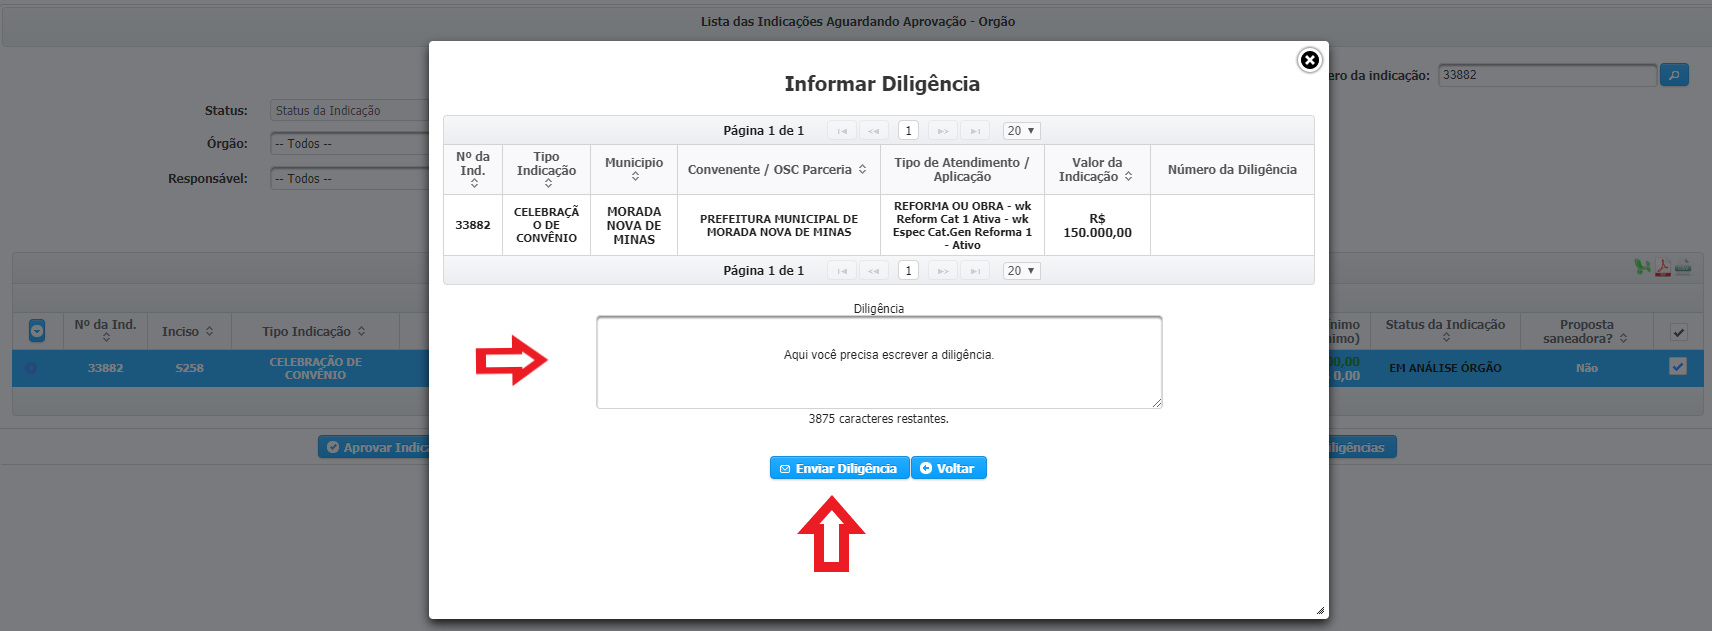 Lista das Indicações Aguardando Aprovação - Orgão
ero da indicação: 33882
Status: Status da Indicação
Órgão: -- Todos --
Responsável: -- Todos --
Informar Diligência
Página 1 de 1 1 20
Nº da Ind. Tipo Indicação Municipio Convenente / OSC Parceria Tipo de Atendimento / Aplicação Valor da Indicação Número da Diligência
33882 CELEBRAÇÃO DE CONVÊNIO MORADA NOVA DE MINAS PREFEITURA MUNICIPAL DE MORADA NOVA DE MINAS REFORMA OU OBRA - wk Reform Cat 1 Ativa - wk Espec Cat.Gen Reforma 1 - Ativo R$ 150.000,00
Página 1 de 1 1 20
Diligência
Aqui você precisa escrever a diligência.
3875 caracteres restantes.
Enviar Diligência Voltar
Nº da Ind. Inciso Tipo Indicação nimo imo) Status da Indicação Proposta saneadora?
33882 S258 CELEBRAÇÃO DE CONVÊNIO 00,00 0,00 EM ANÁLISE ÓRGÃO Não
Aprovar Indica iligências